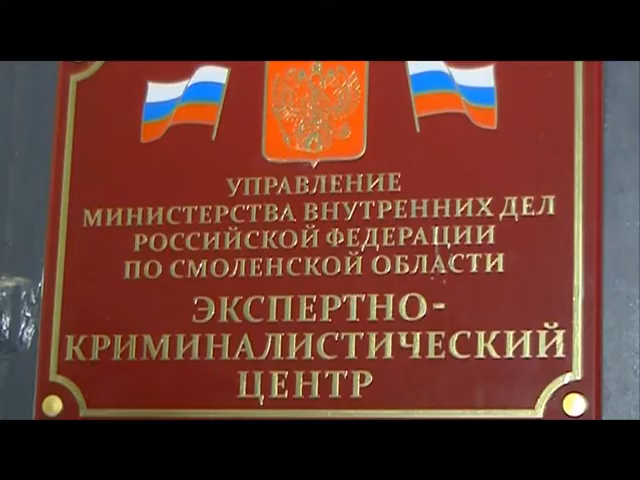 УПРАВЛЕНИЕ
МИНИСТЕРСТВА ВНУТРЕННИХ ДЕЛ
РОССИЙСКОЙ ФЕДЕРАЦИИ
ПО СМОЛЕНСКОЙ ОБЛАСТИ
ЭКСПЕРТНО-
КРИМИНАЛИСТИЧЕСКИЙ
ЦЕНТР